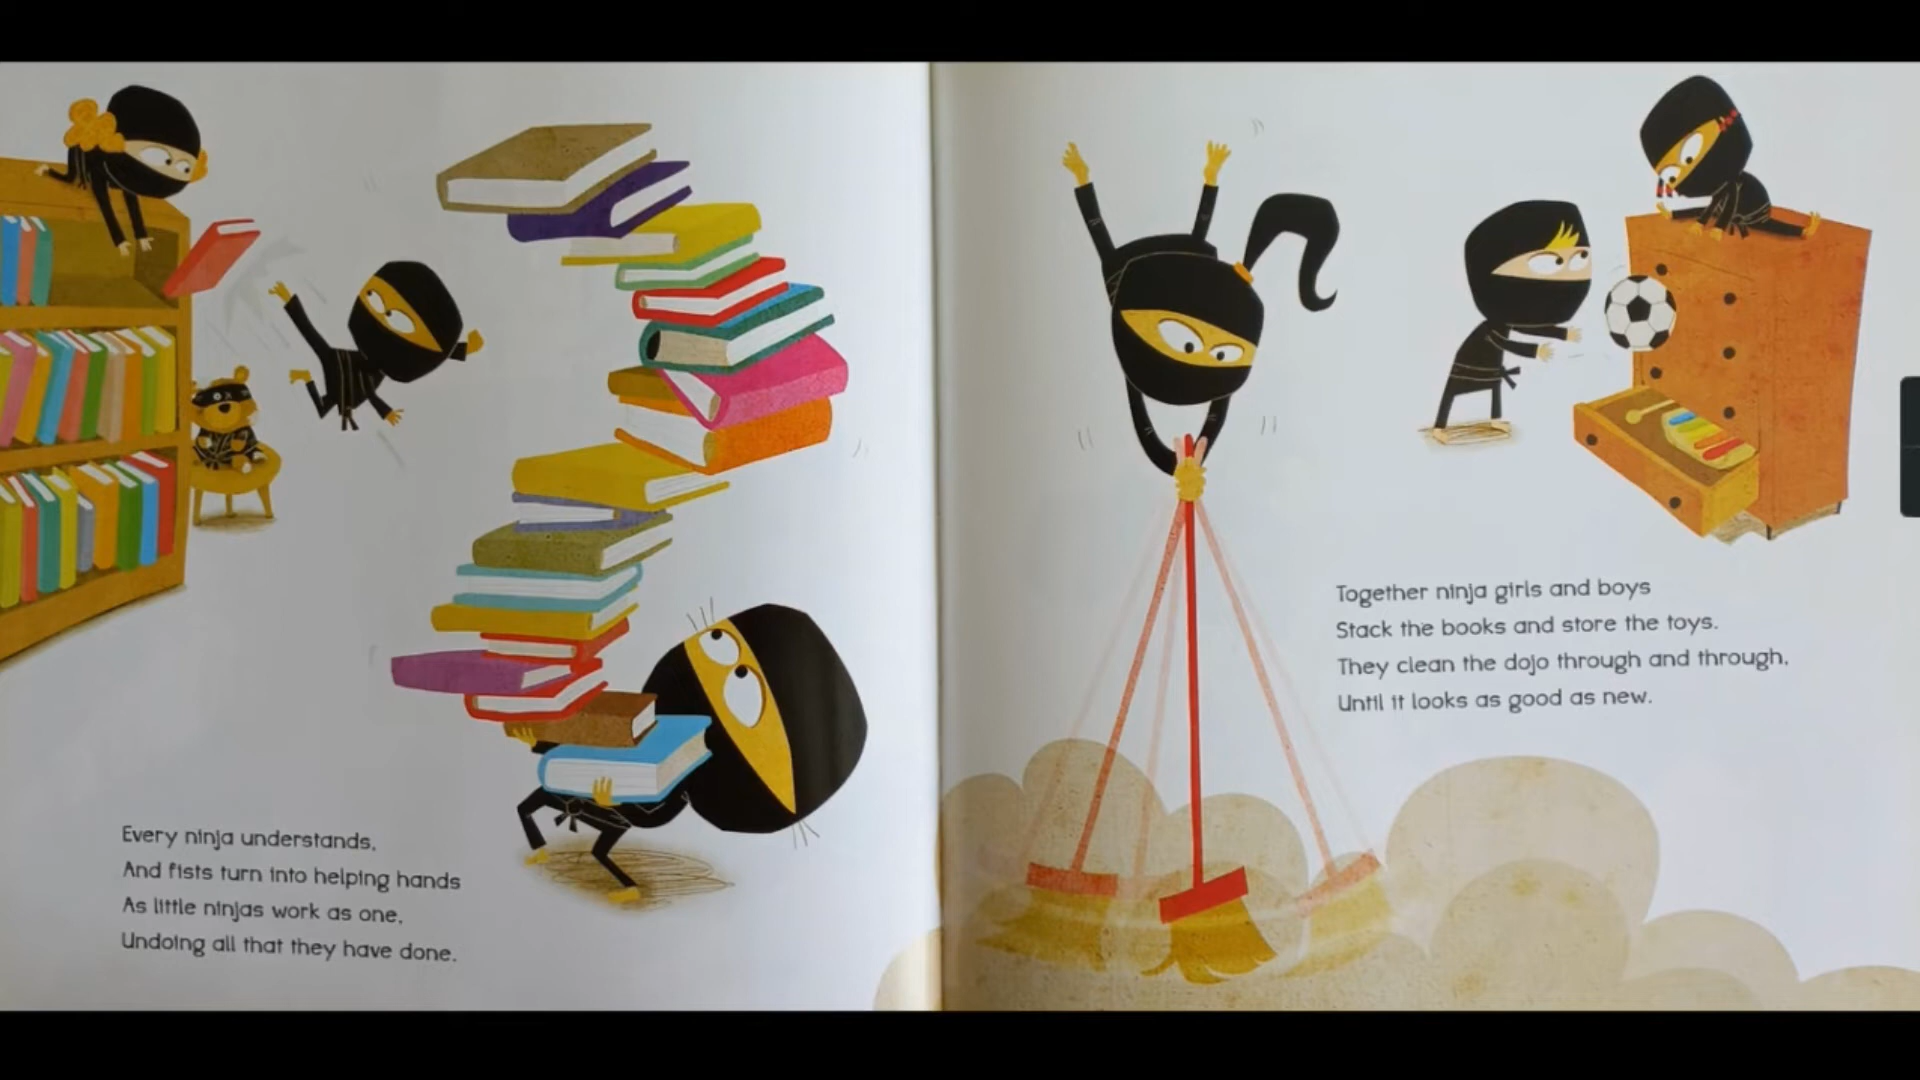 Every ninja understands,
And fists turn into helping hands
As little ninjas work as one,
Undoing all that they have done.
Together ninja girls and boys
Stack the books and store the toys.
They clean the dojo through and through,
Until it looks as good as new.